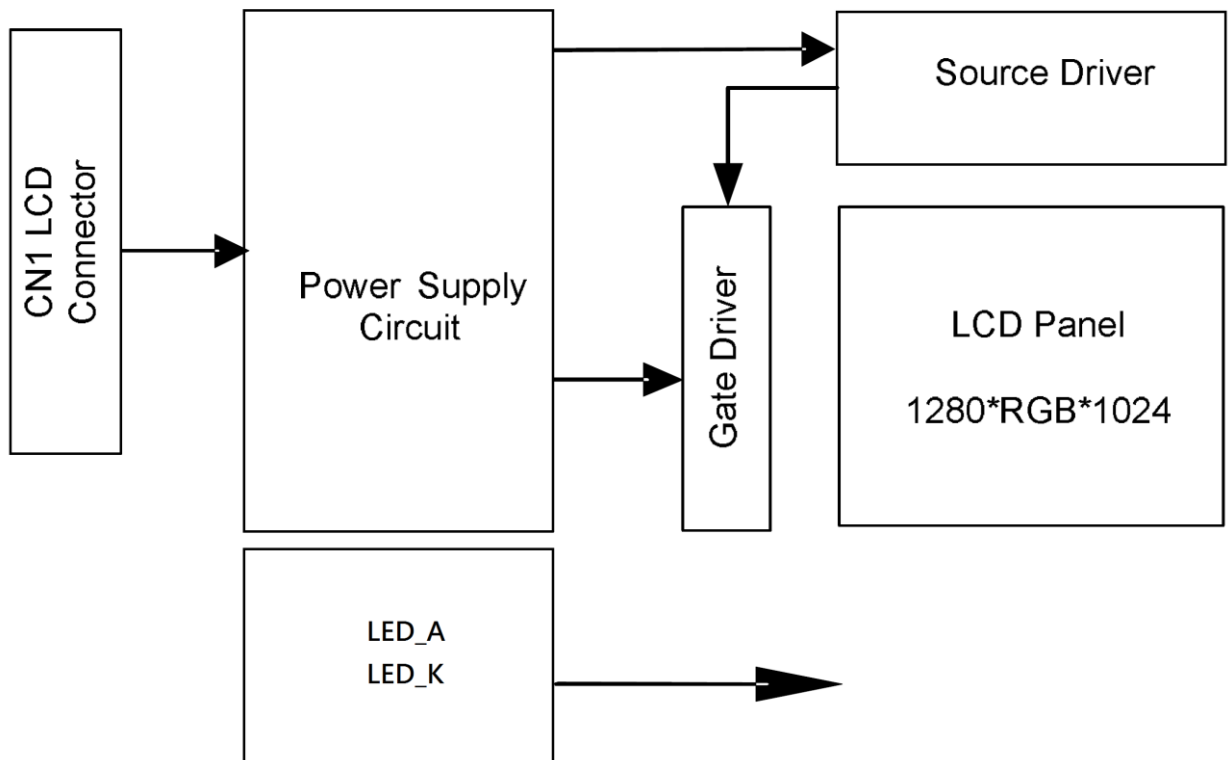 CN1 LCD
Connector
Power Supply
Circuit
Source Driver
Gate Driver
LCD Panel
1280*RGB*1024
LED_A
LED_K